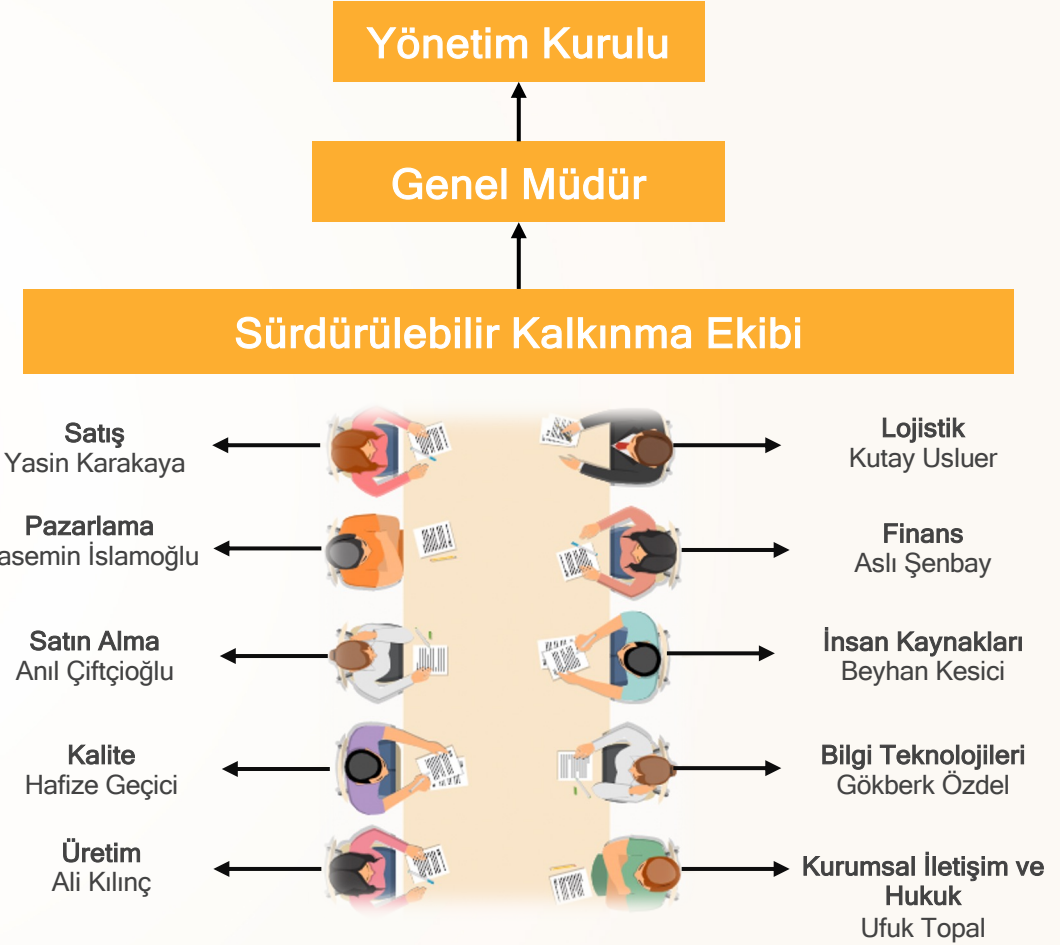 Yönetim Kurulu
Genel Müdür
Sürdürülebilir Kalkınma Ekibi
Satış
Yasin Karakaya
Pazarlama
asemin İslamoğlu
Satın Alma
Anıl Çiftçioğlu
Kalite
Hafize Geçici
Üretim
Ali Kılınç
Lojistik
Kutay Usluer
Finans
Aslı Şenbay
İnsan Kaynakları
Beyhan Kesici
Bilgi Teknolojileri
Gökberk Özdel
Kurumsal İletişim ve
Hukuk
Ufuk Topal